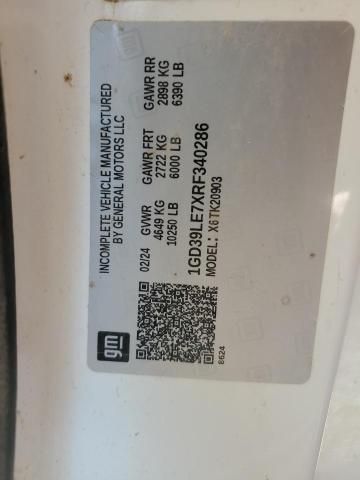 INCOMPLETE VEHICLE MANUFACTURED
BY GENERAL MOTORS LLC
02/24 GVWR GAWR FRT GAWR RR
4649 KG 2722 KG 2898 KG
10250 LB 6000 LB 6390 LB
1GD39LE7XRF340286
MODEL: X6TK20903
gm
8624